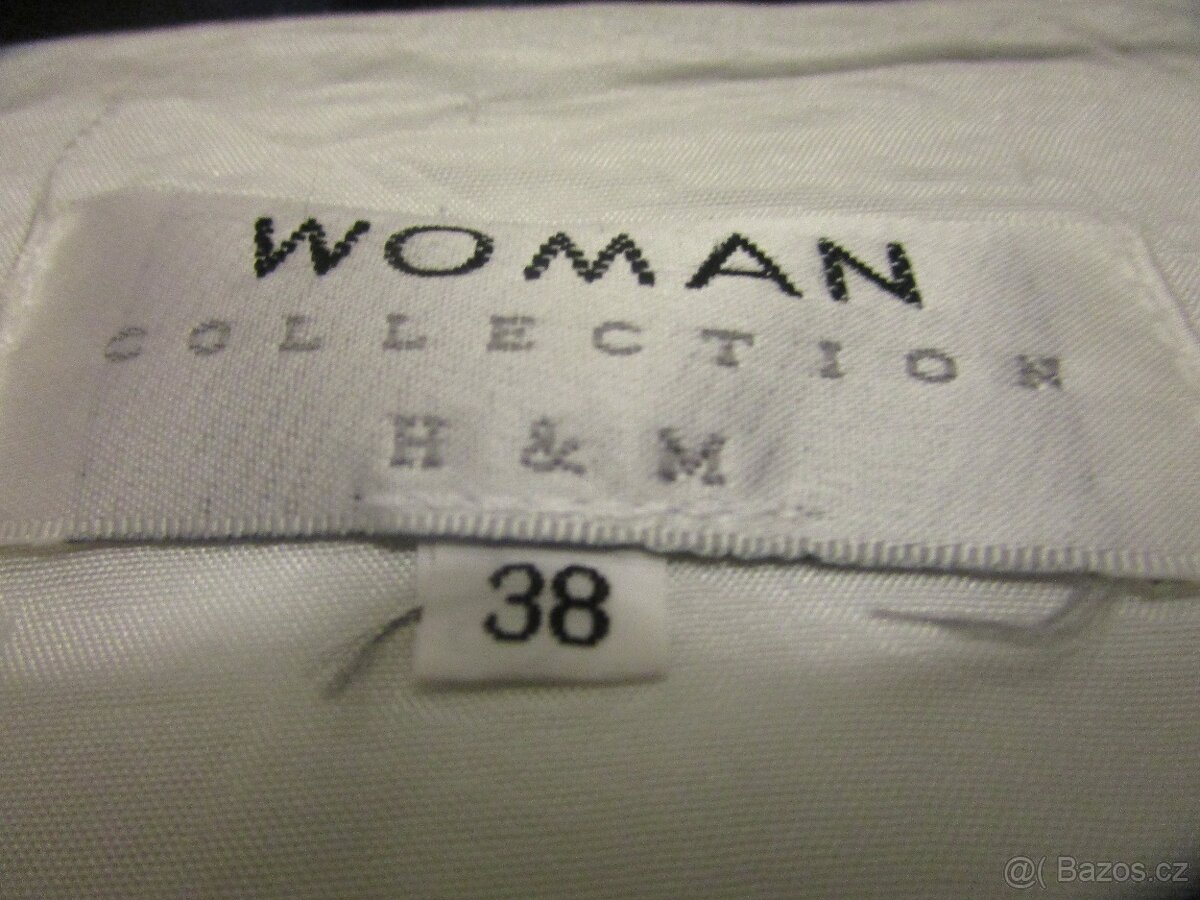 WOMAN
COLLECTION
H & M
38
@( Bazos.cz